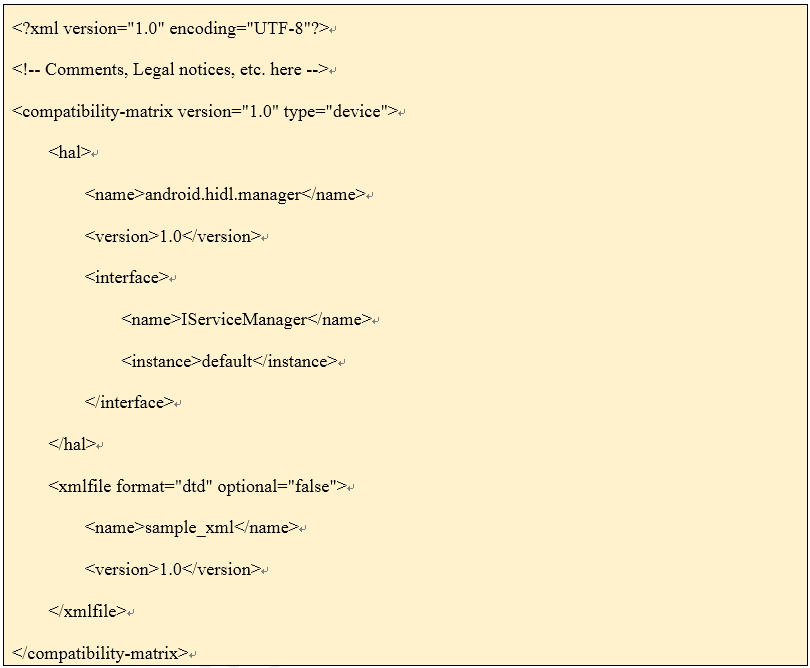 <?xml version="1.0" encoding="UTF-8"?>
<!-- Comments, Legal notices, etc. here -->
<compatibility-matrix version="1.0" type="device">
<hal>
<name>android.hidl.manager</name>
<version>1.0</version>
<interface>
<name>IServiceManager</name>
<instance>default</instance>
</interface>
</hal>
<xmlfile format="dtd" optional="false">
<name>sample_xml</name>
<version>1.0</version>
</xmlfile>
</compatibility-matrix>